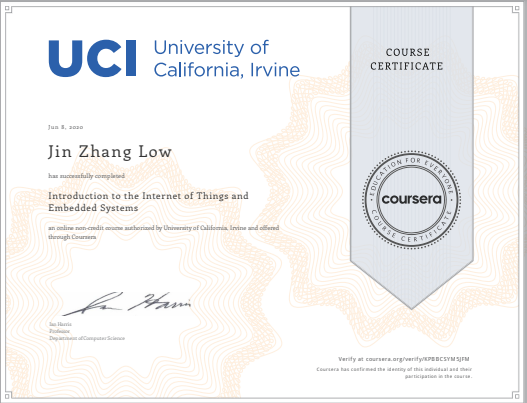 UCI University of
California, Irvine
COURSE
CERTIFICATE
Jun 8, 2020
Jin Zhang Low
has successfully completed
Introduction to the Internet of Things and
Embedded Systems
an online non-credit course authorized by University of California, Irvine and offered
through Coursera
EDUCATION FOR EVERYONE
coursera
COURSE CERTIFICATE
Ian Harris
Professor
Department of Computer Science
Verify at coursera.org/verify/
Coursera has confirmed the identity of this individual and their
participation in the course.